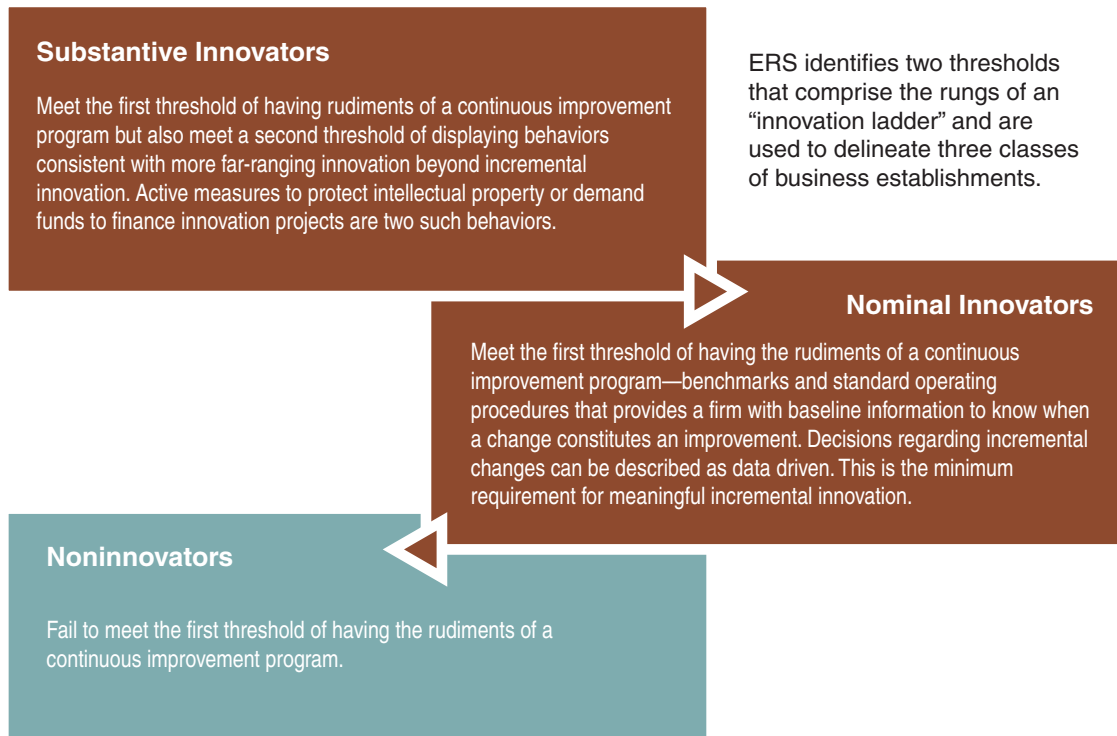 Substantive Innovators
Meet the first threshold of having rudiments of a continuous improvement
program but also meet a second threshold of displaying behaviors
consistent with more far-ranging innovation beyond incremental
innovation. Active measures to protect intellectual property or demand
funds to finance innovation projects are two such behaviors.
ERS identifies two thresholds
that comprise the rungs of an
“innovation ladder” and are
used to delineate three classes
of business establishments.
Nominal Innovators
Meet the first threshold of having the rudiments of a continuous
improvement program—benchmarks and standard operating
procedures that provides a firm with baseline information to know when
a change constitutes an improvement. Decisions regarding incremental
changes can be described as data driven. This is the minimum
requirement for meaningful incremental innovation.
Noninnovators
Fail to meet the first threshold of having the rudiments of a
continuous improvement program.